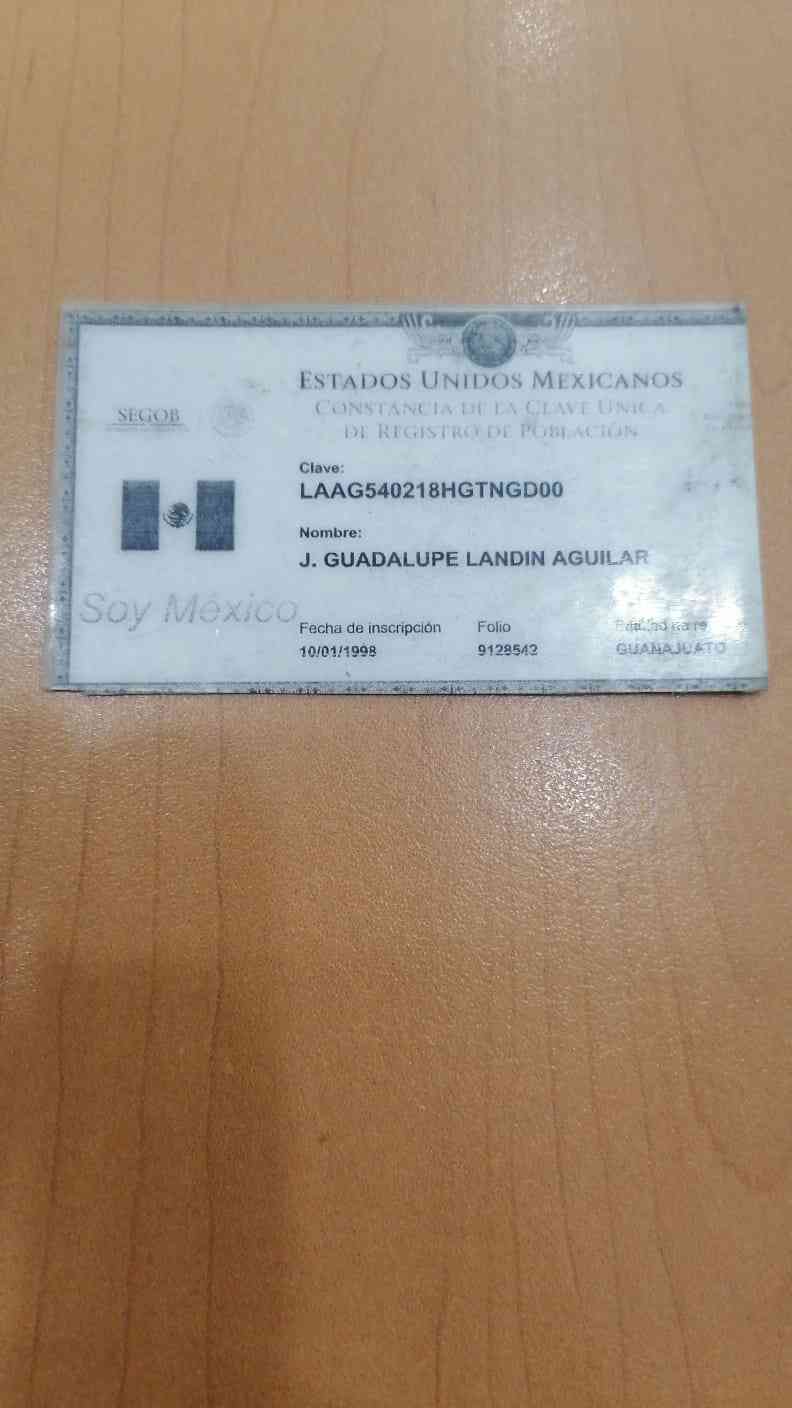 ESTADOS UNIDOS MEXICANOS
CONSTANCIA DE LA CLAVE ÚNICA
DE REGISTRO DE POBLACIÓN
SEGOB
Clave:
LAAG540218HGTNGD00
Nombre:
J. GUADALUPE LANDIN AGUILAR
Soy México
Fecha de inscripción Folio
10/01/1998 9128542 GUANAJUATO